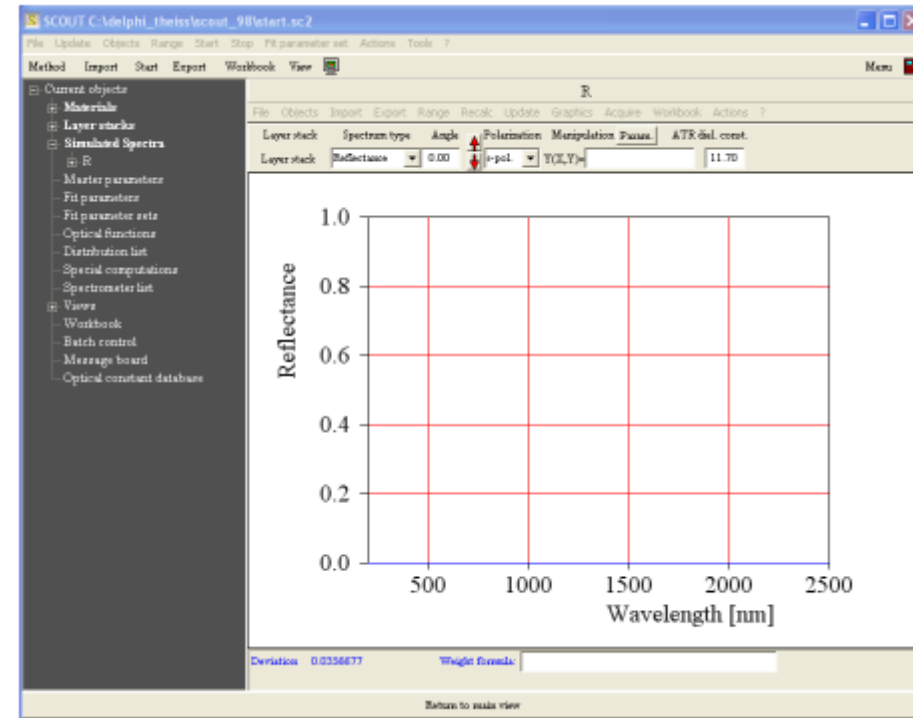 SCOUT C:\delphi_theiss\scout_98\start.sc2
File Update Objects Range Start Stop Fit parameter set Actions Tools ?
Method Import Start Export Workbook View Menu
Current objects
Materials
Layer stacks
Simulated Spectra
R
Master parameters
Fit parameters
Fit parameter sets
Optical functions
Distribution list
Special computations
Spectrometer list
Views
Workbook
Batch control
Message board
Optical constant database
R
File Objects Import Export Range Recalc Update Graphics Acquire Workbook Actions ?
Layer stack Spectrum type Angle Polarization Manipulation Param. ATR diel. const.
Layer stack Reflectance 0.00 s-pol. Y(X,Y)= 11.70
1.0
0.8
0.6
0.4
0.2
0.0
Reflectance
500 1000 1500 2000 2500
Wavelength [nm]
Deviation 0.0356677 Weight formula:
Return to main view